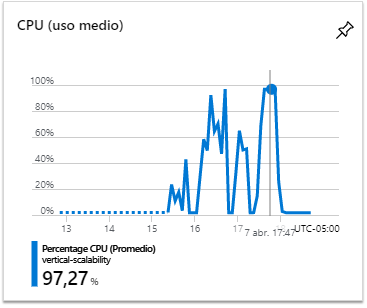 CPU (uso medio)
100%
80%
60%
40%
20%
0%
13 14 15 16 17 7 abr. 17:47 UTC-05:00
Percentage CPU (Promedio)
vertical-scalability
97,27 %